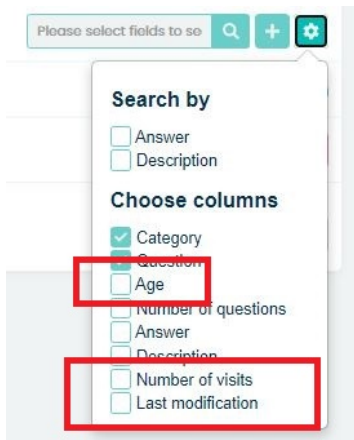 Please select fields to se
Search by
Answer
Description
Choose columns
Category
Question
Age
Number of questions
Answer
Description
Number of visits
Last modification